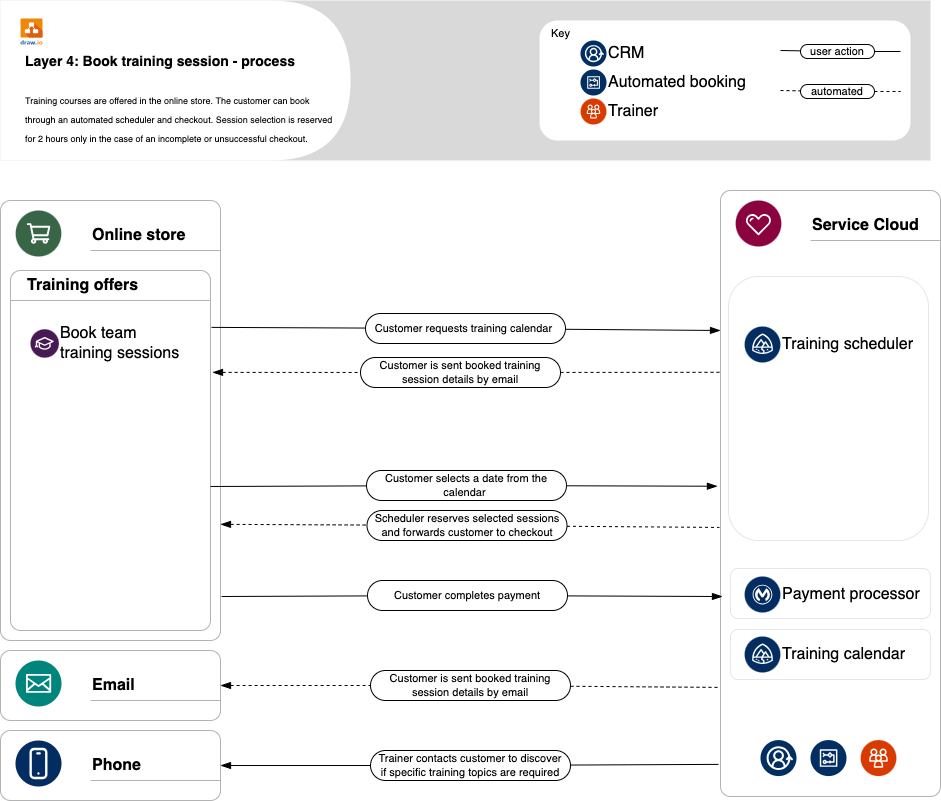 draw.io
Layer 4: Book training session - process
Training courses are offered in the online store. The customer can book
through an automated scheduler and checkout. Session selection is reserved
for 2 hours only in the case of an incomplete or unsuccessful checkout.
Key
CRM
Automated booking
Trainer
user action
automated
Online store
Training offers
Book team
training sessions
Customer requests training calendar
Customer is sent booked training
session details by email
Customer selects a date from the
calendar
Scheduler reserves selected sessions
and forwards customer to checkout
Customer completes payment
Customer is sent booked training
session details by email
Trainer contacts customer to discover
if specific training topics are required
Service Cloud
Training scheduler
Payment processor
Training calendar
Email
Phone